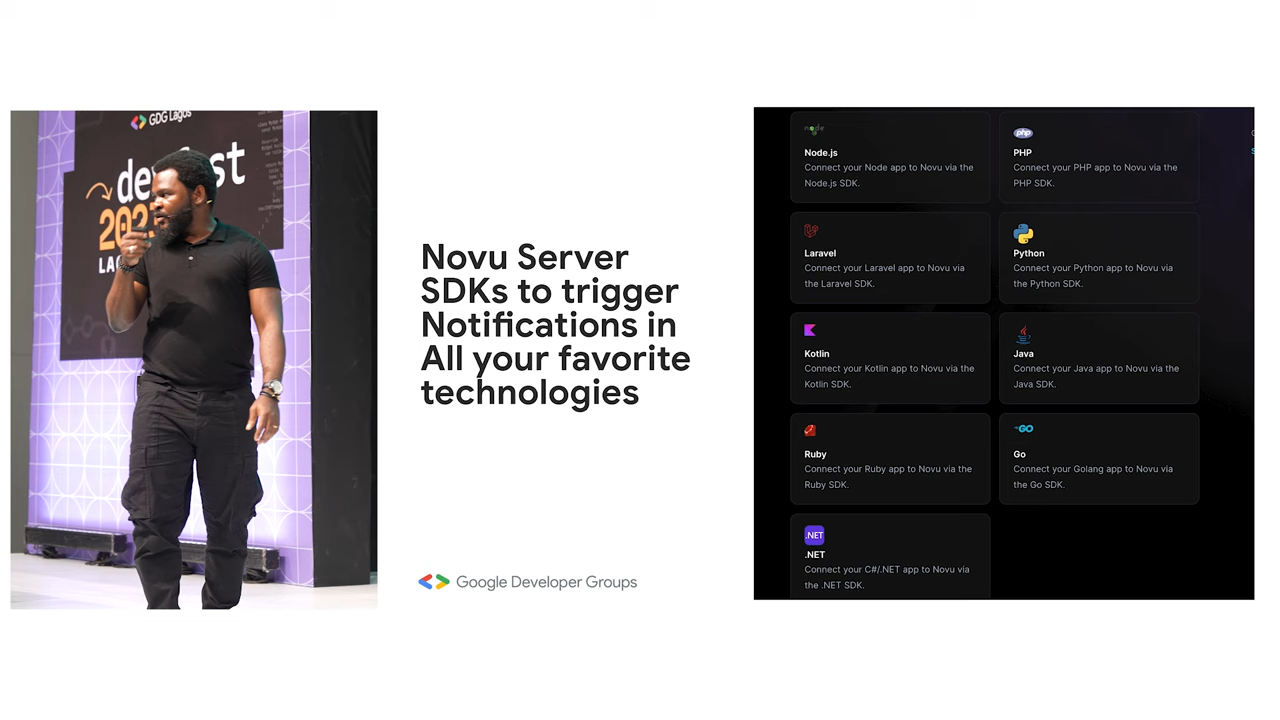 GDG Lagos
devfest
2023
Novu Server
SDKs to trigger
Notifications in
All your favorite
technologies
Google Developer Groups
node
Node.js
Connect your Node app to Novu via the
Node.js SDK.
php
PHP
Connect your PHP app to Novu via the
PHP SDK.
Laravel
Connect your Laravel app to Novu via
the Laravel SDK.
Python
Connect your Python app to Novu via
the Python SDK.
Kotlin
Connect your Kotlin app to Novu via the
Kotlin SDK.
Java
Connect your Java app to Novu via the
Java SDK.
Ruby
Connect your Ruby app to Novu via the
Ruby SDK.
GO
Go
Connect your Golang app to Novu via
the Go SDK.
.NET
.NET
Connect your C#/.NET app to Novu via
the .NET SDK.